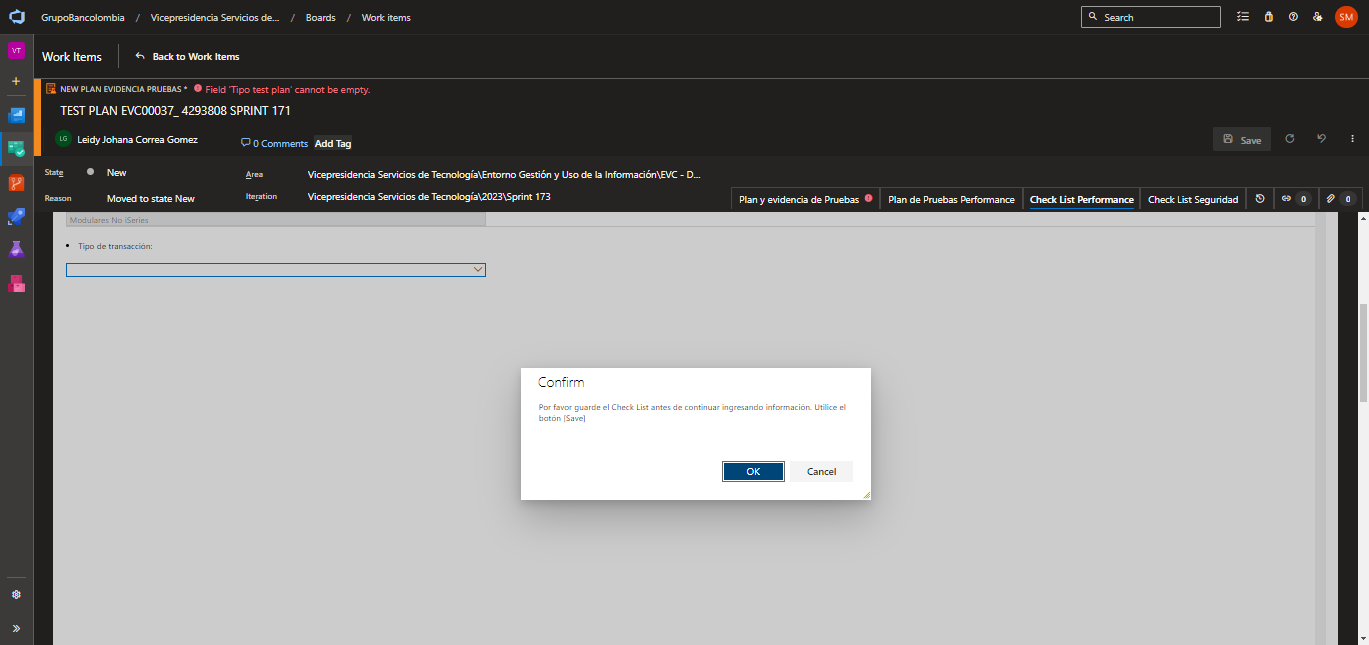 GrupoBancolombia / Vicepresidencia Servicios de... / Boards / Work items
Search
SM
VT
Work Items
Back to Work Items
NEW PLAN EVIDENCIA PRUEBAS * Field 'Tipo test plan' cannot be empty.
TEST PLAN EVC00037_ 4293808 SPRINT 171
LG Leidy Johana Correa Gomez
0 Comments
Add Tag
Save
State New
Area Vicepresidencia Servicios de Tecnología\Entorno Gestión y Uso de la Información\EVC - D...
Reason Moved to state New
Iteration Vicepresidencia Servicios de Tecnología\2023\Sprint 173
Plan y evidencia de Pruebas
Plan de Pruebas Performance
Check List Performance
Check List Seguridad
0
0
Modulares No iSeries
• Tipo de transacción:
Confirm
Por favor guarde el Check List antes de continuar ingresando información. Utilice el
botón [Save]
OK
Cancel